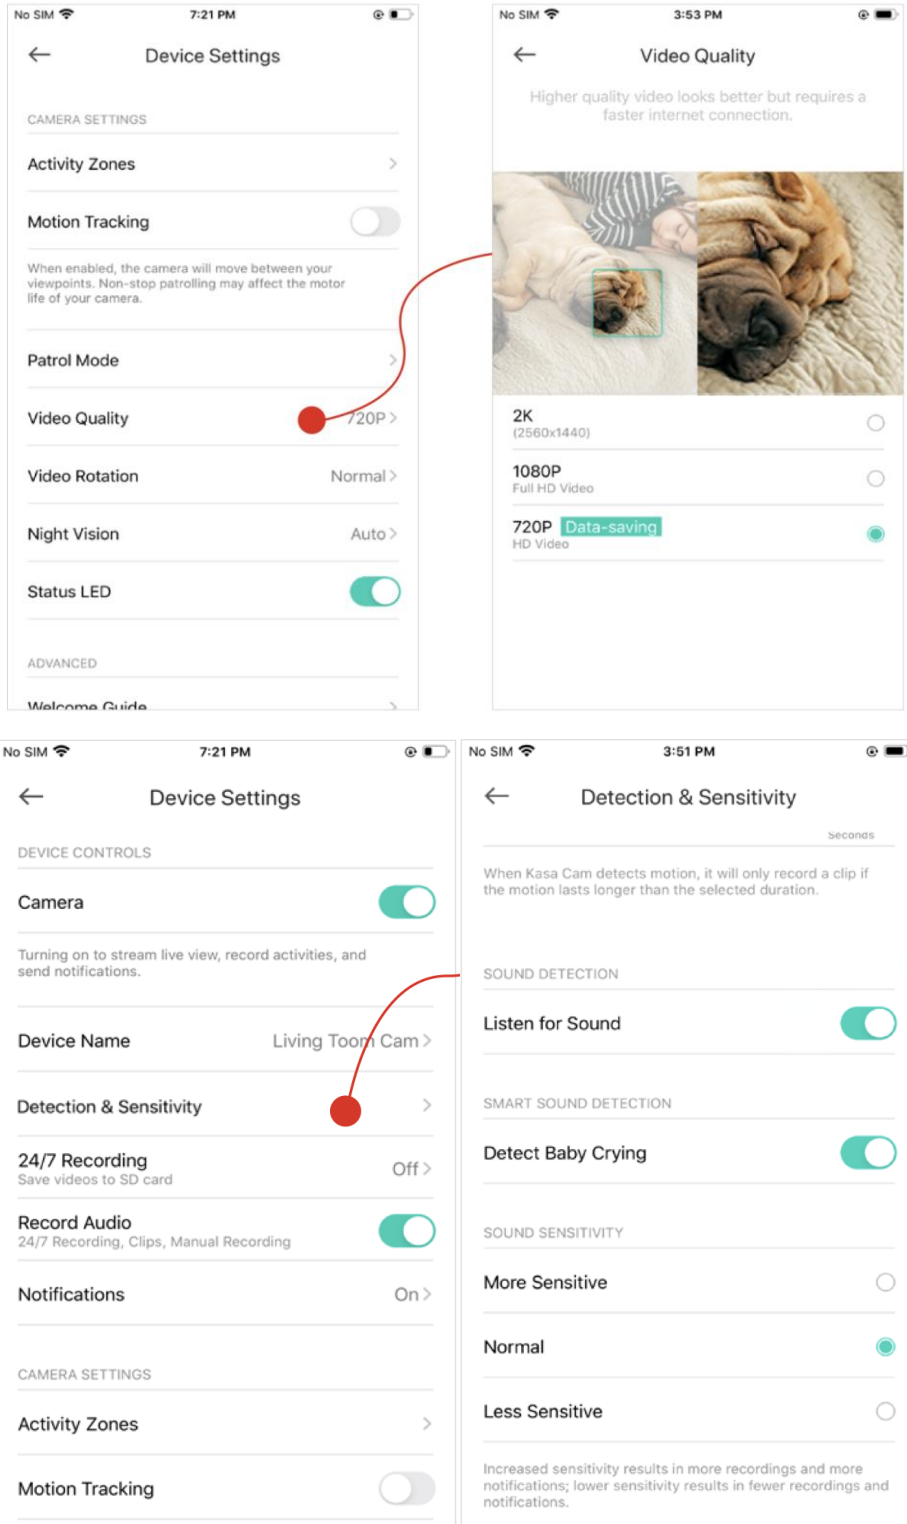 No SIM 7:21 PM
Device Settings
CAMERA SETTINGS
Activity Zones
Motion Tracking
When enabled, the camera will move between your
viewpoints. Non-stop patrolling may affect the motor
life of your camera.
Patrol Mode
Video Quality 720P
Video Rotation Normal
Night Vision Auto
Status LED
ADVANCED
Welcome Guide
No SIM 3:53 PM
Video Quality
Higher quality video looks better but requires a
faster internet connection.
2K
(2560x1440)
1080P
Full HD Video
720P Data-saving
HD Video
No SIM 7:21 PM
Device Settings
DEVICE CONTROLS
Camera
Turning on to stream live view, record activities, and
send notifications.
Device Name Living Toom Cam
Detection & Sensitivity
24/7 Recording Off
Save videos to SD card
Record Audio
24/7 Recording, Clips, Manual Recording
Notifications On
CAMERA SETTINGS
Activity Zones
Motion Tracking
No SIM 3:51 PM
Detection & Sensitivity
Seconds
When Kasa Cam detects motion, it will only record a clip if
the motion lasts longer than the selected duration.
SOUND DETECTION
Listen for Sound
SMART SOUND DETECTION
Detect Baby Crying
SOUND SENSITIVITY
More Sensitive
Normal
Less Sensitive
Increased sensitivity results in more recordings and more
notifications; lower sensitivity results in fewer recordings and
notifications.